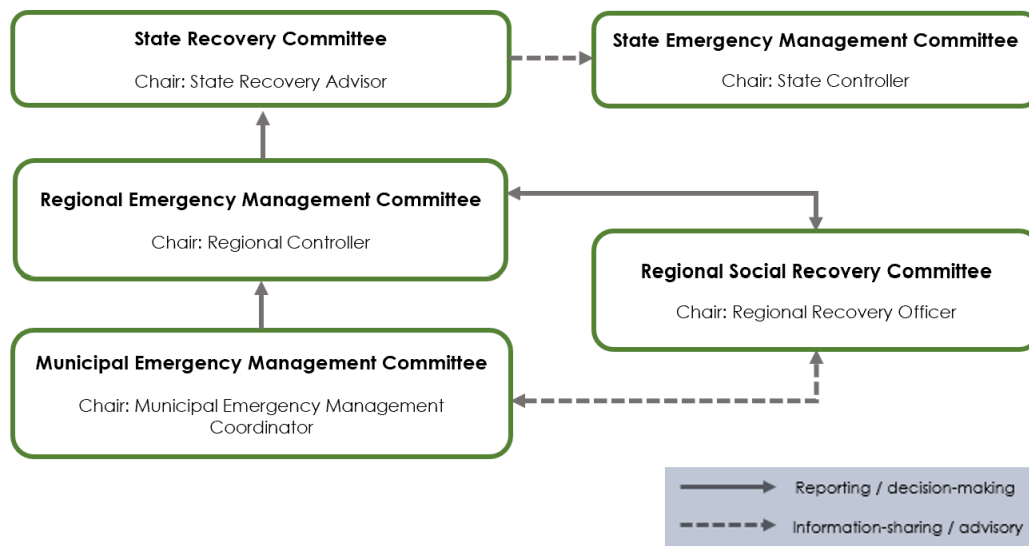 State Recovery Committee
Chair: State Recovery Advisor
State Emergency Management Committee
Chair: State Controller
Regional Emergency Management Committee
Chair: Regional Controller
Regional Social Recovery Committee
Chair: Regional Recovery Officer
Municipal Emergency Management Committee
Chair: Municipal Emergency Management
Coordinator
Reporting / decision-making
Information-sharing / advisory